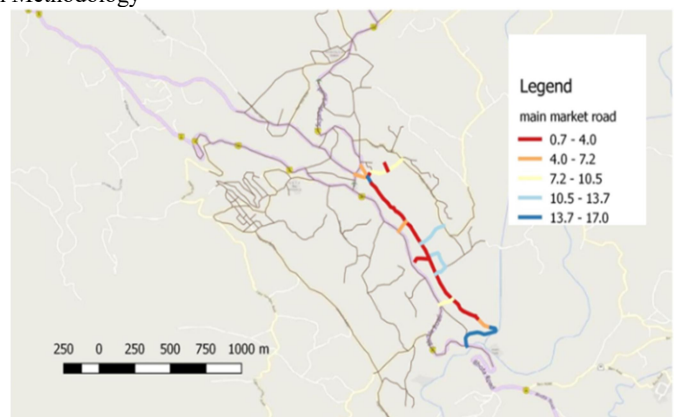 n Methodology
Legend
main market road
0.7 - 4.0
4.0 - 7.2
7.2 - 10.5
10.5 - 13.7
13.7 - 17.0
250 0 250 500 750 1000 m